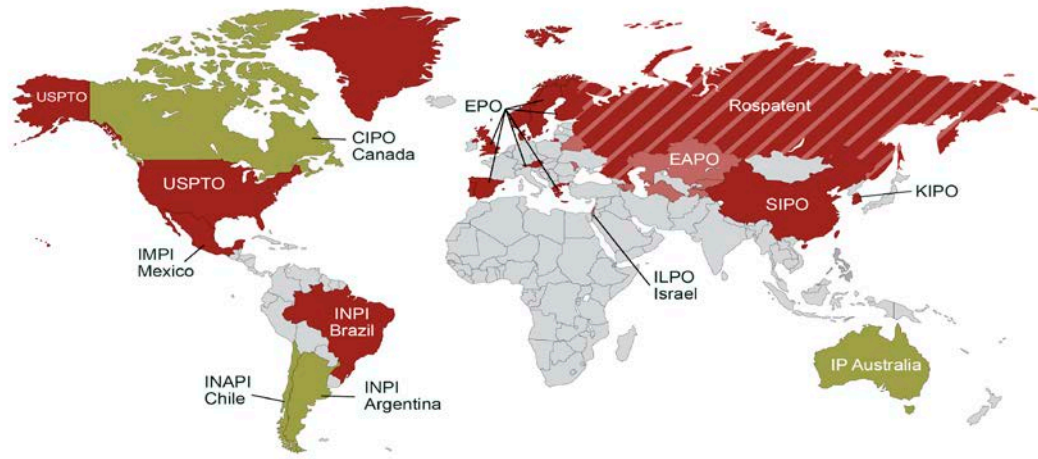 USPTO
CIPO
Canada
USPTO
IMPI
Mexico
INPI
Brazil
INAPI
Chile
INPI
Argentina
EPO
Rospatent
EAPO
SIPO
KIPO
ILPO
Israel
IP Australia